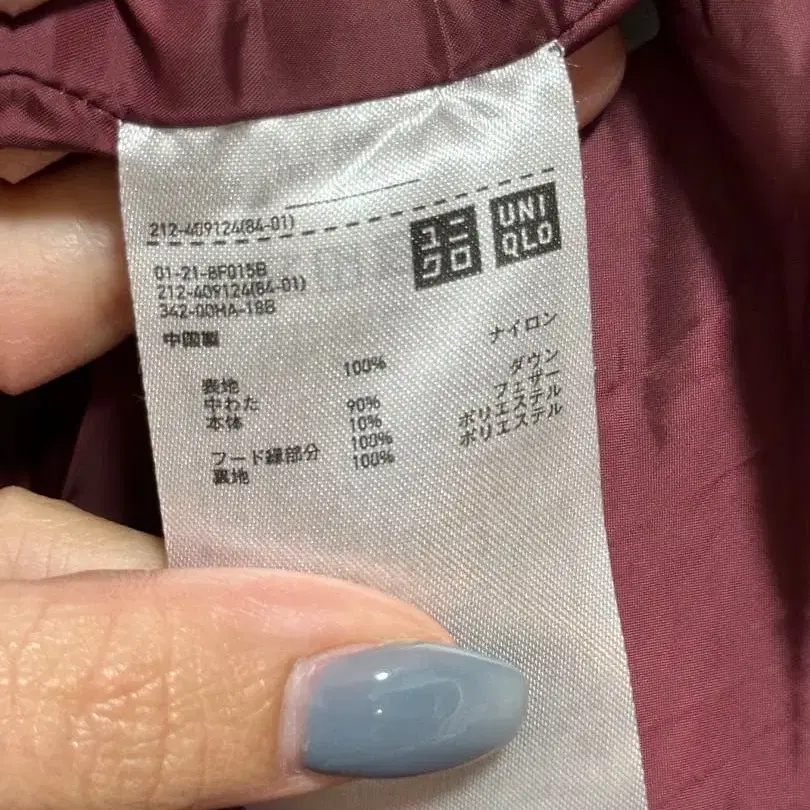 212-409124(84-01)
ユニ
クロ
UNI
QLO
01-21-8F015B
212-409124(84-01)
342-00HA-18B
中国製
表地 100% ナイロン
中わた
本体 90% ダウン
10% フェザー
フード縁部分 100% ポリエステル
裏地 100% ポリエステル